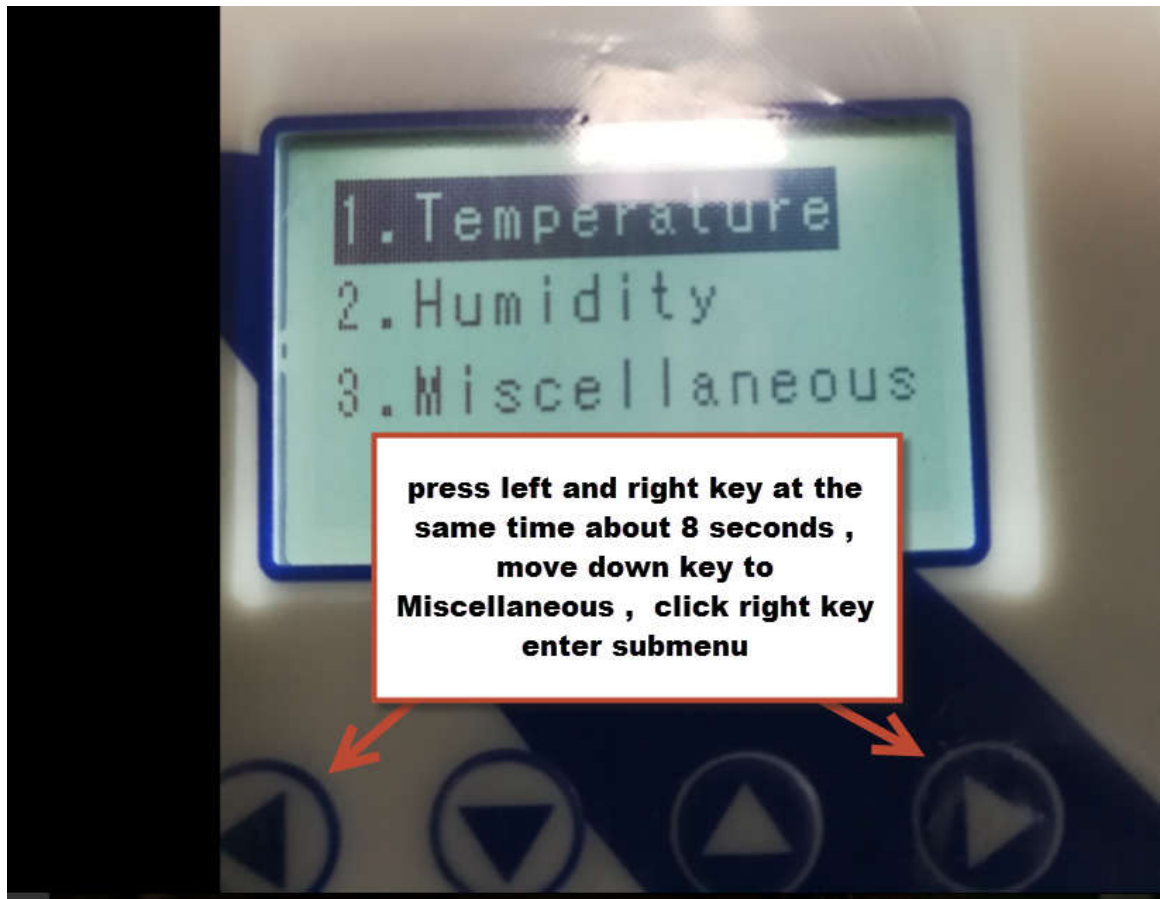 1.Temperature
2.Humidity
3.Miscellaneous
press left and right key at the
same time about 8 seconds ,
move down key to
Miscellaneous ,  click right key
enter submenu